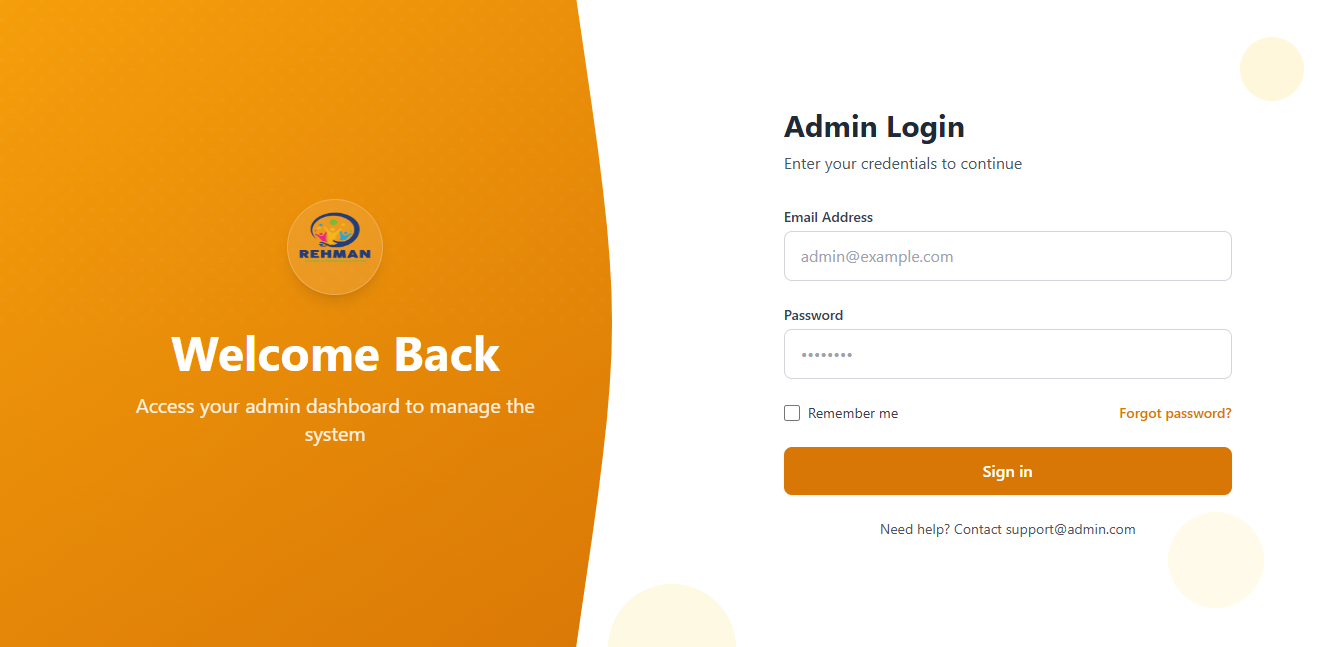 REHMAN
Welcome Back
Access your admin dashboard to manage the
system
Admin Login
Enter your credentials to continue
Email Address
admin@example.com
Password
••••••••
Remember me
Forgot password?
Sign in
Need help? Contact support@admin.com